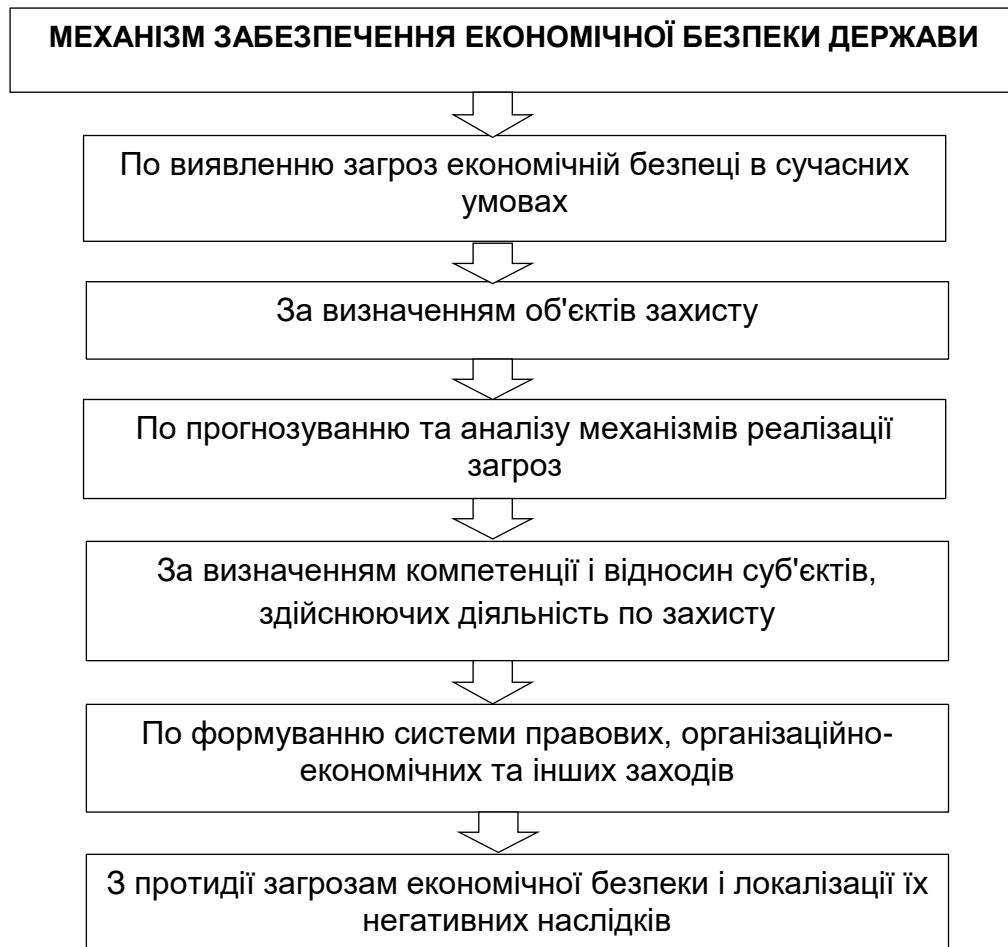 МЕХАНІЗМ ЗАБЕЗПЕЧЕННЯ ЕКОНОМІЧНОЇ БЕЗПЕКИ ДЕРЖАВИ
По виявленню загроз економічній безпеці в сучасних
умовах
За визначенням об'єктів захисту
По прогнозуванню та аналізу механізмів реалізації
загроз
За визначенням компетенції і відносин суб'єктів,
здійснюючих діяльність по захисту
По формуванню системи правових, організаційно-
економічних та інших заходів
З протидії загрозам економічної безпеки і локалізації їх
негативних наслідків